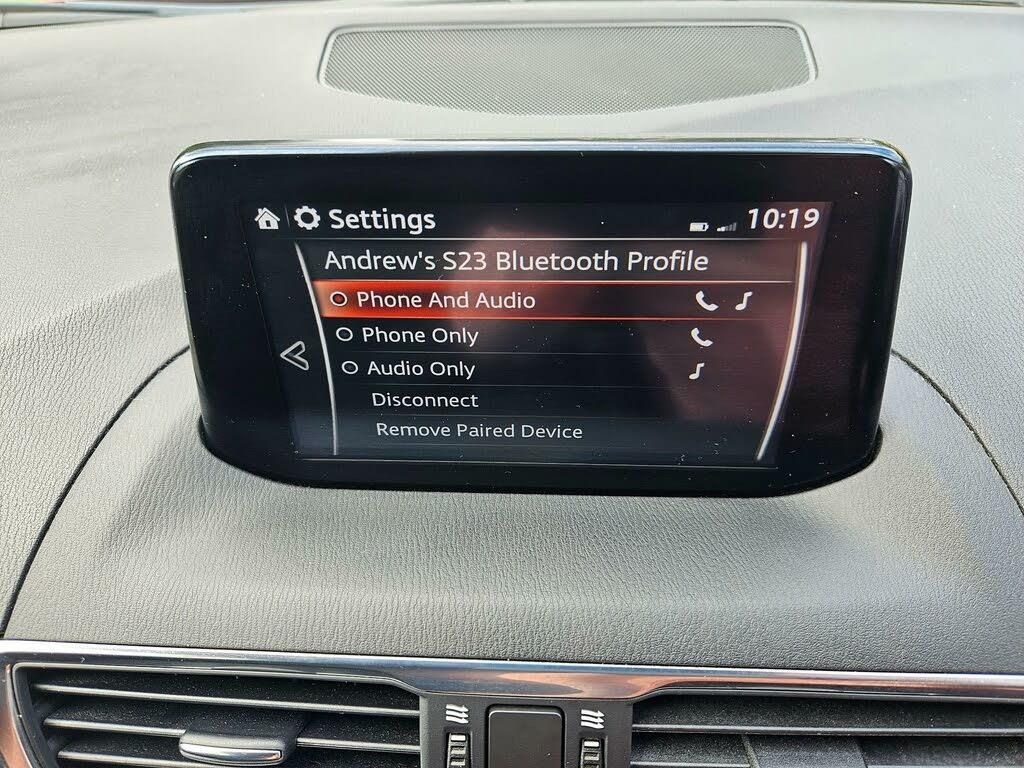 Settings 10:19
Andrew's S23 Bluetooth Profile
Phone And Audio
Phone Only
Audio Only
Disconnect
Remove Paired Device